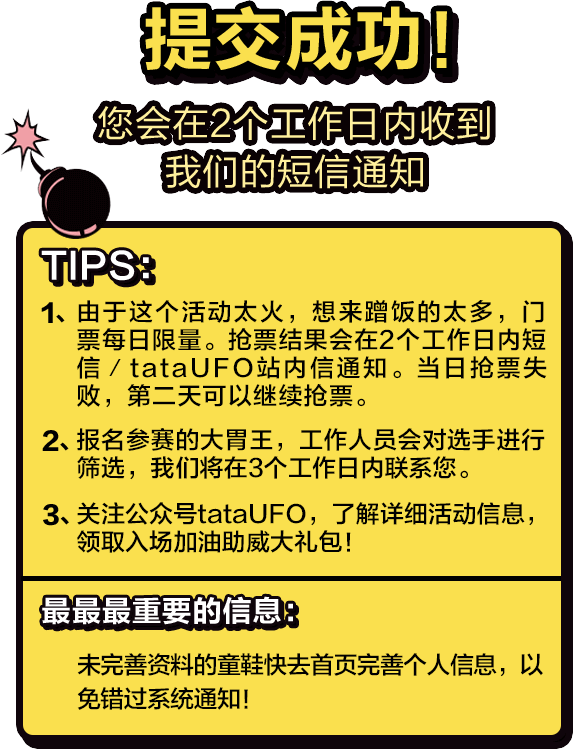 提交成功！
您会在2个工作日内收到
我们的短信通知
TIPS：
1、由于这个活动太火，想来蹭饭的太多，门
票每日限量。抢票结果会在2个工作日内短
信 / tataUFO站内信通知。当日抢票失
败，第二天可以继续抢票。
2、报名参赛的大胃王，工作人员会对选手进行
筛选，我们将在3个工作日内联系您。
3、关注公众号tataUFO，了解详细活动信息，
领取入场加油助威大礼包！
最最最重要的信息：
未完善资料的童鞋快去首页完善个人信息，以
免错过系统通知！